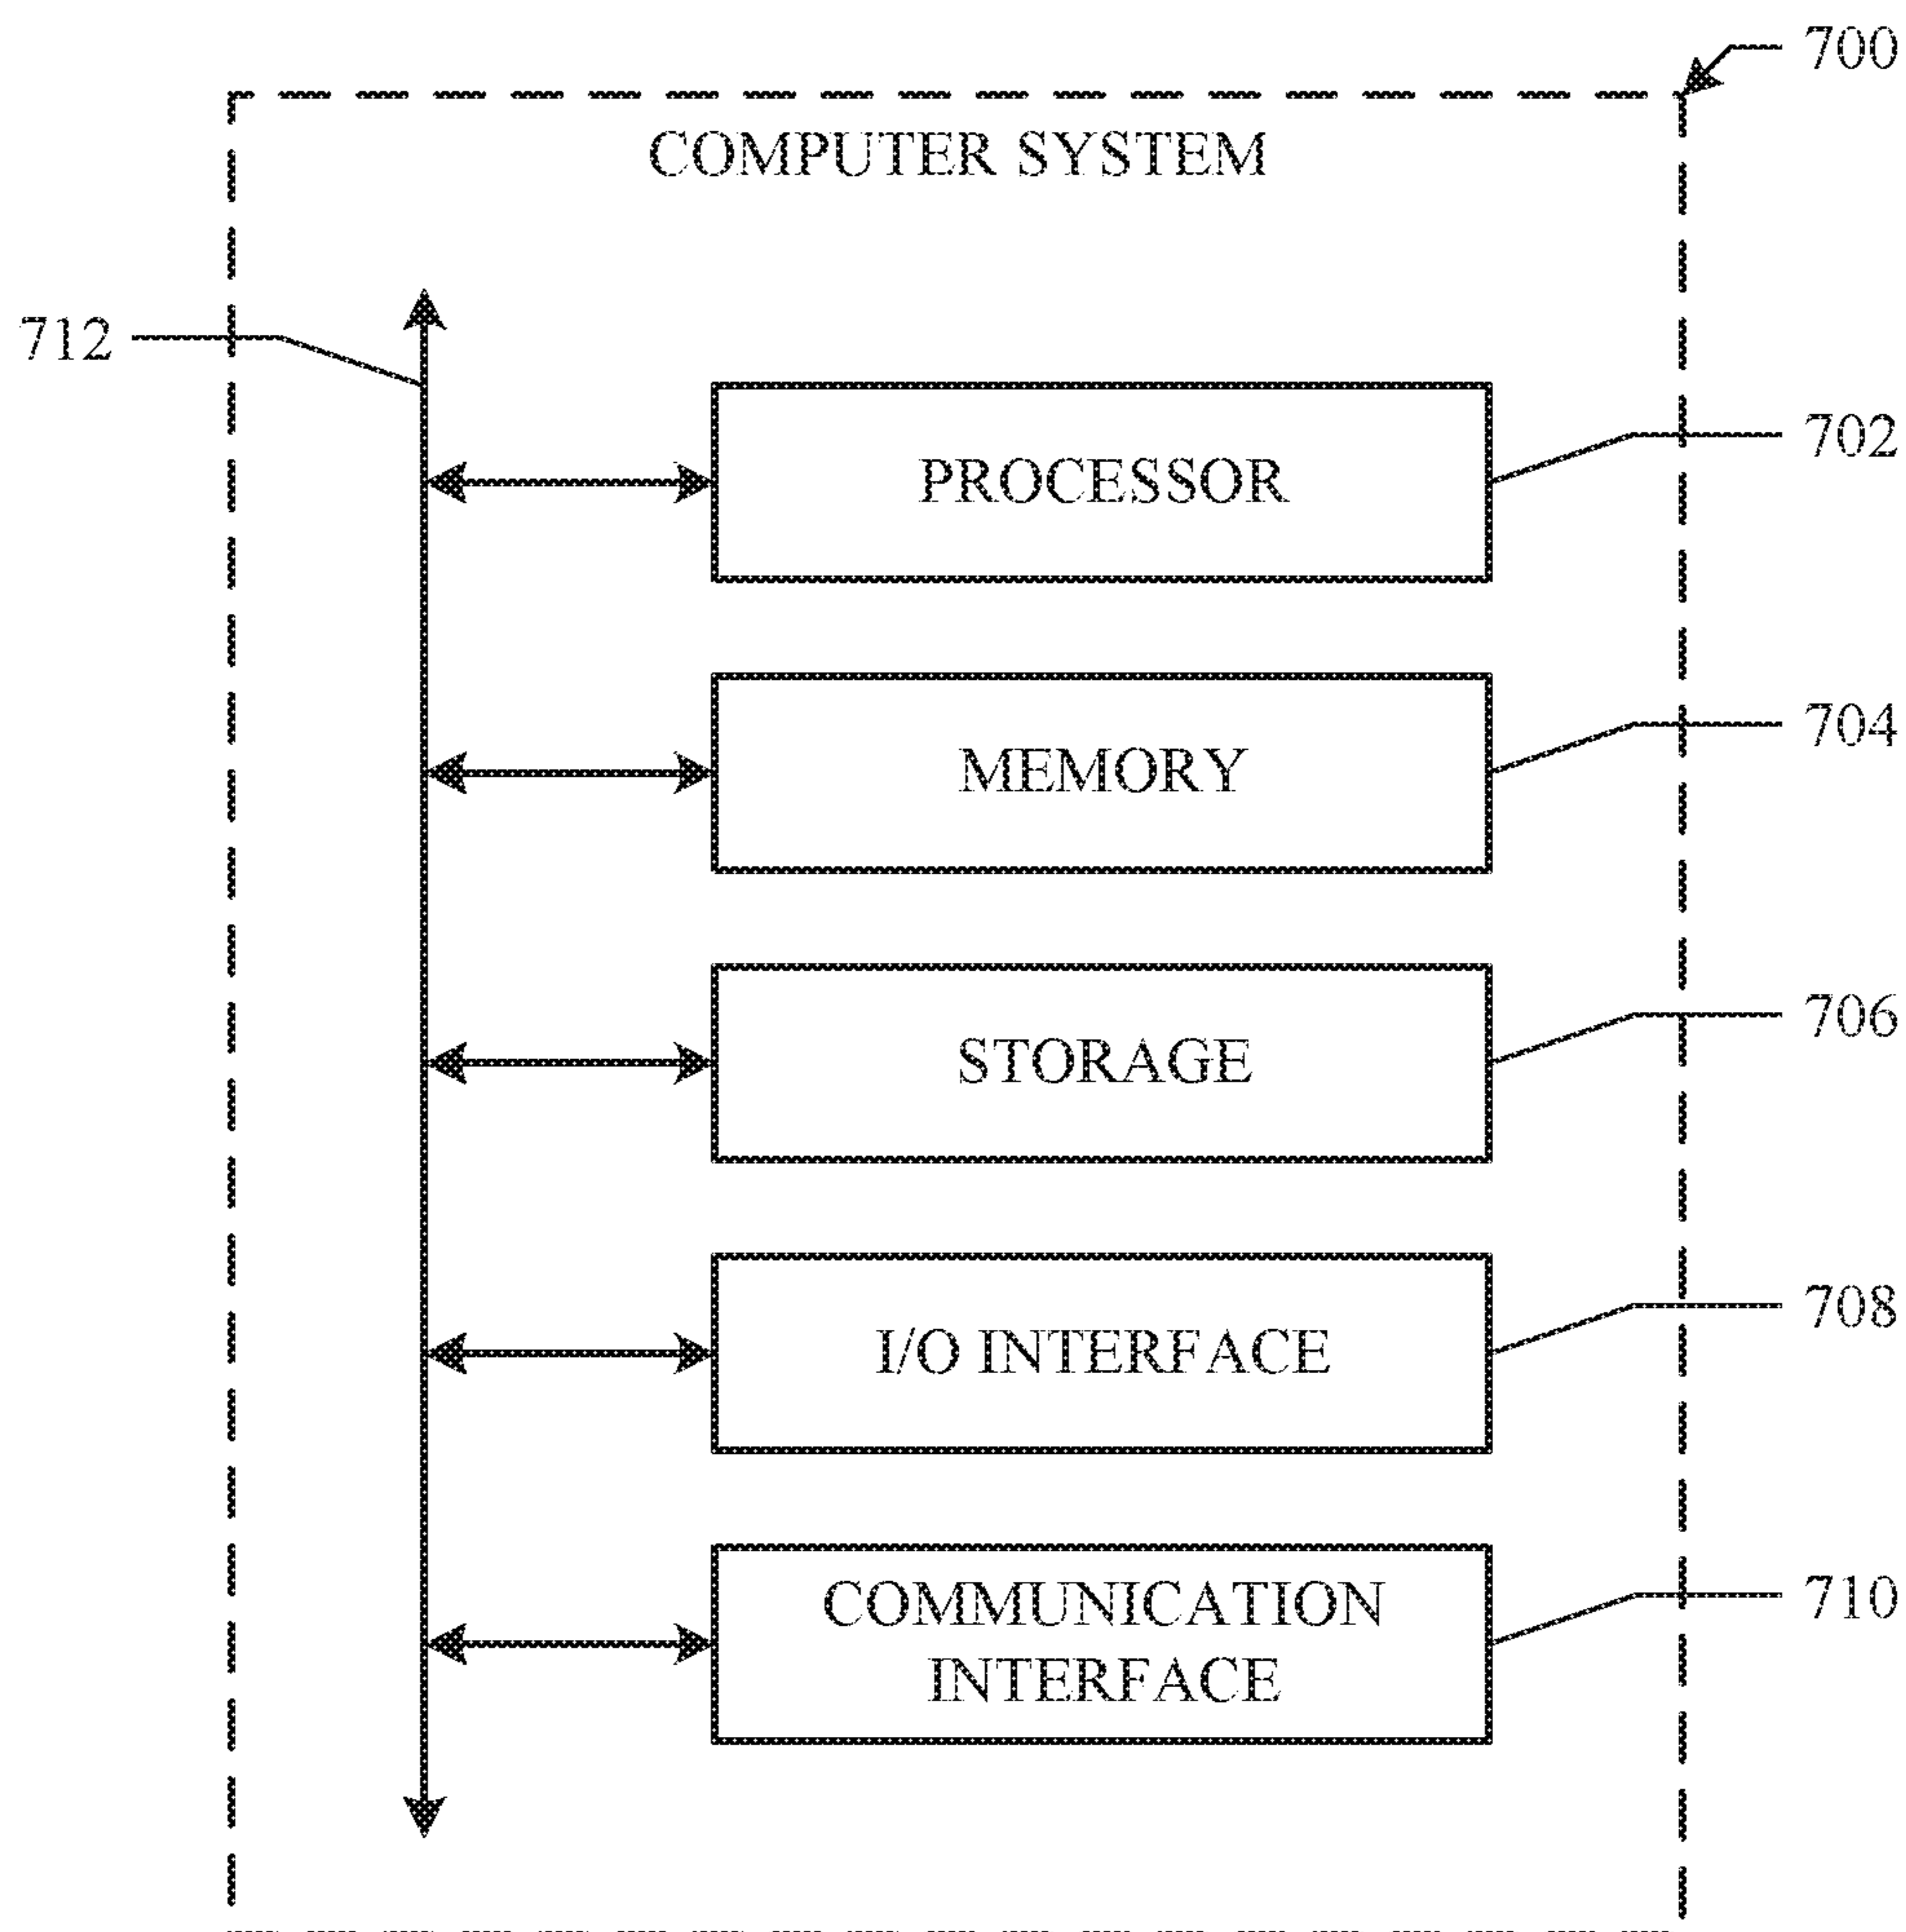 700
COMPUTER SYSTEM
712
702
PROCESSOR
704
MEMORY
706
STORAGE
708
I/O INTERFACE
710
COMMUNICATION
INTERFACE